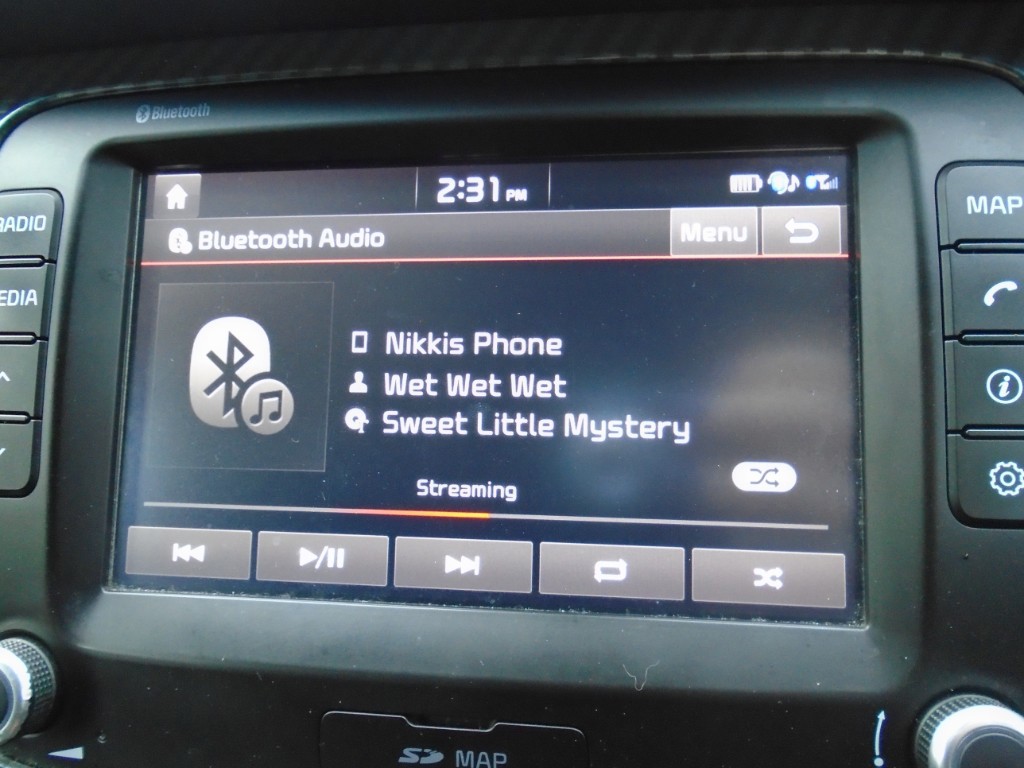 Bluetooth
2:31 PM
Bluetooth Audio
Menu
RADIO
MEDIA
MAP
Nikkis Phone
Wet Wet Wet
Sweet Little Mystery
Streaming
SD MAP